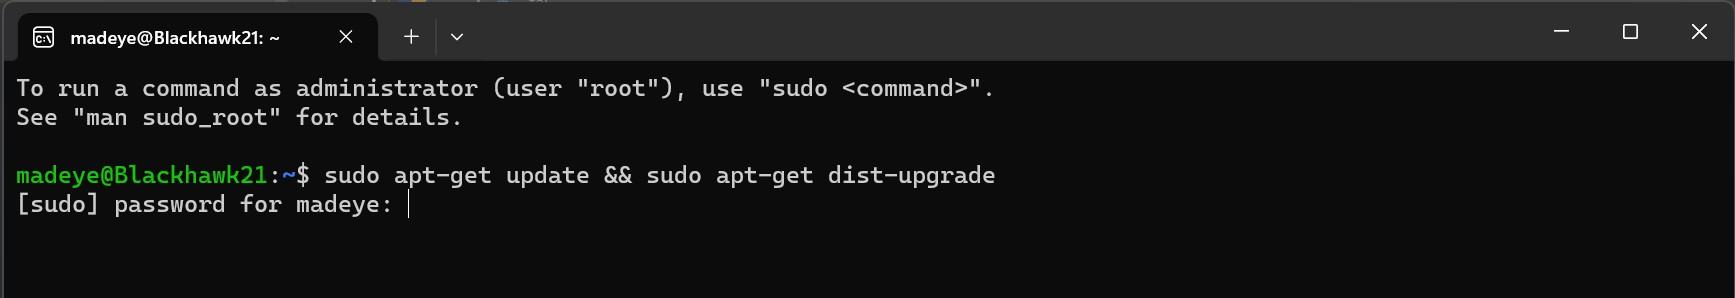 madeye@Blackhawk21: ~
To run a command as administrator (user "root"), use "sudo <command>".
See "man sudo_root" for details.
madeye@Blackhawk21:~$ sudo apt-get update && sudo apt-get dist-upgrade
[sudo] password for madeye: